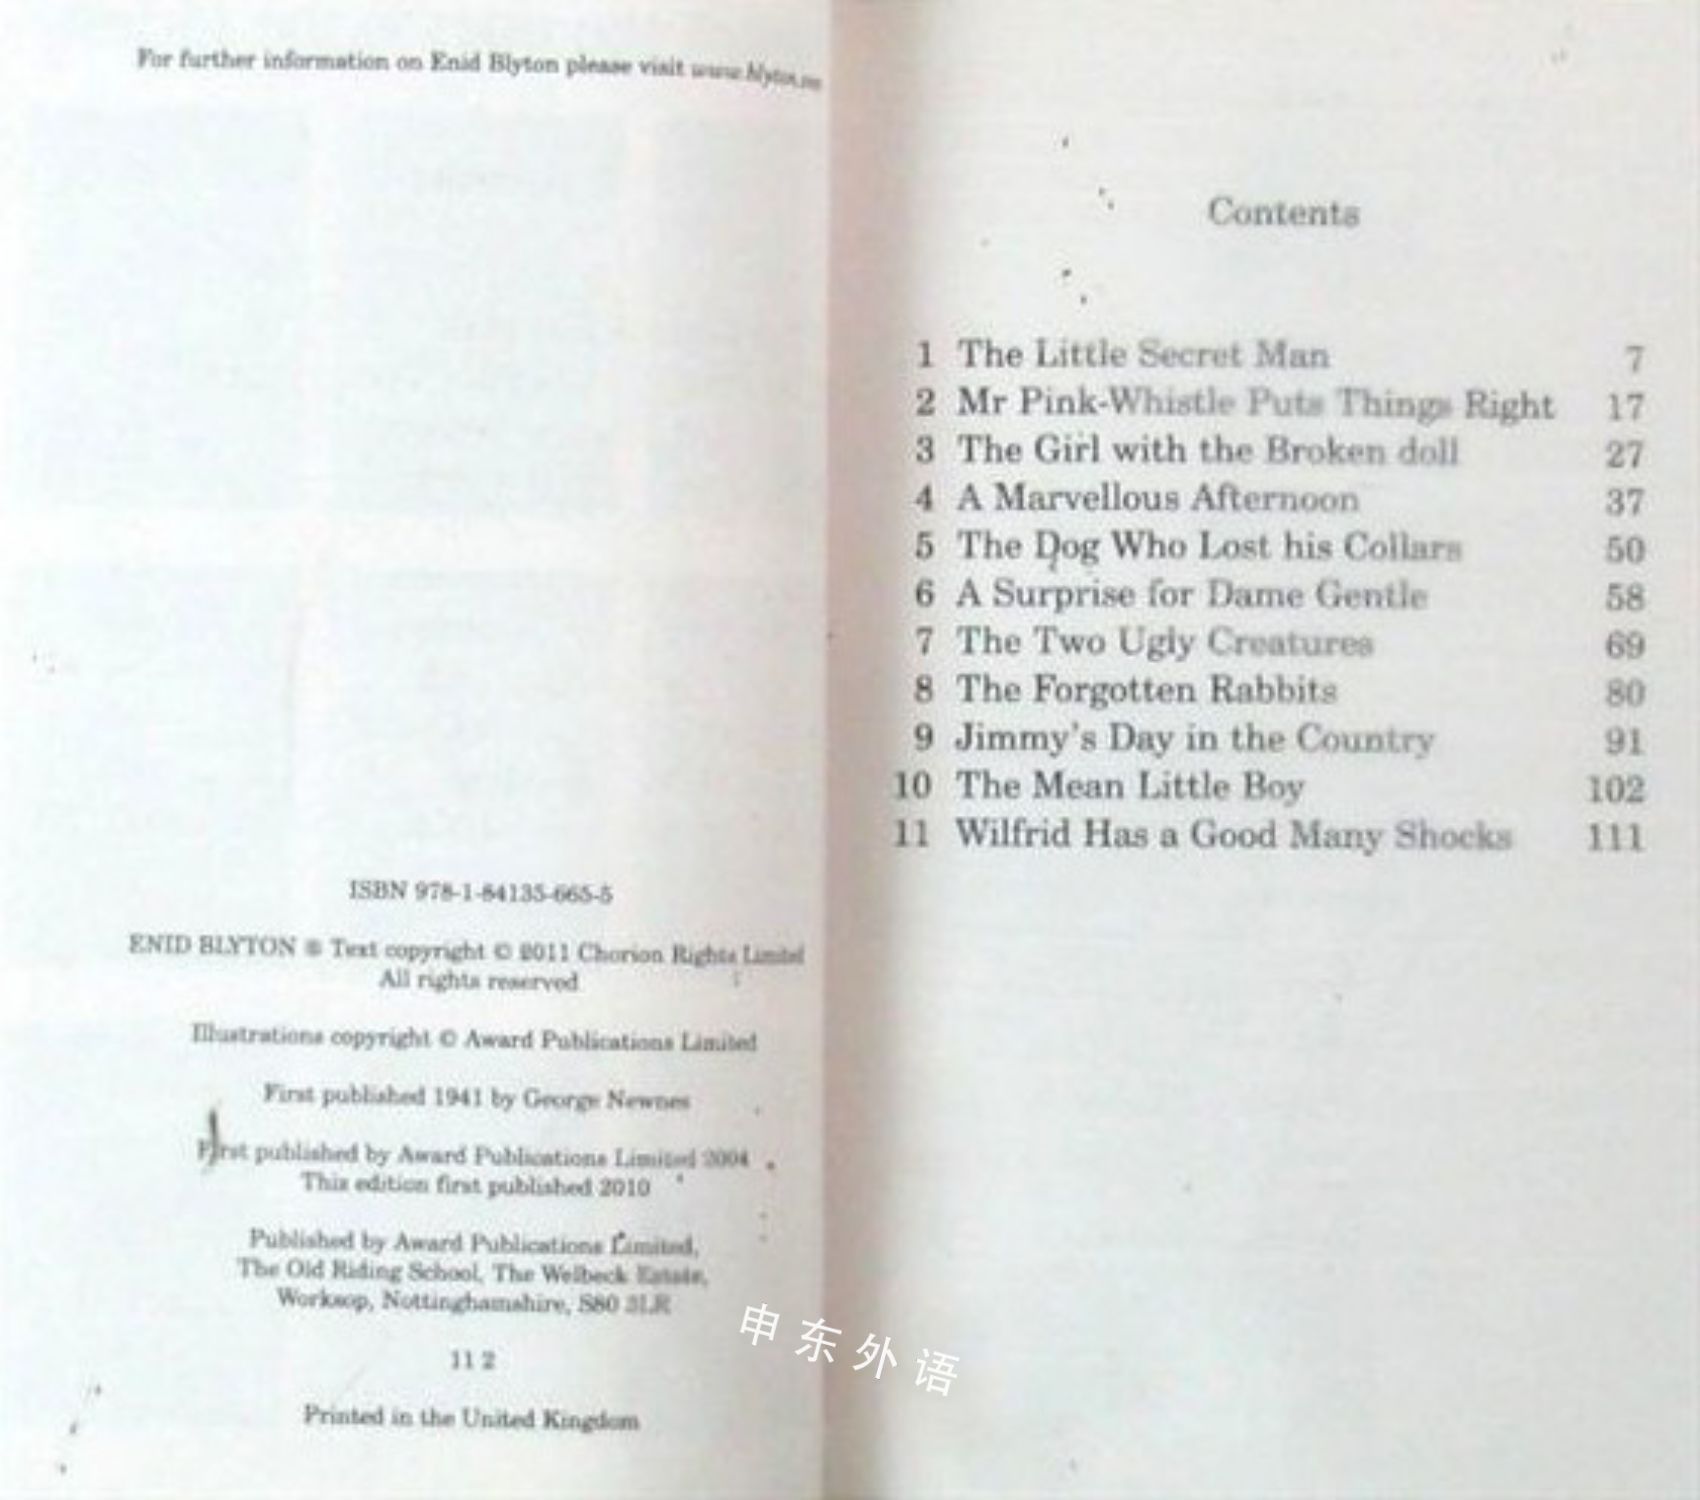 For further information on Enid Blyton please visit
ISBN 978-1-84135-665-5
ENID BLYTON ® Text copyright © 2011 Chorion Rights Limited
All rights reserved
Illustrations copyright © Award Publications Limited
First published 1941 by George Newnes
First published by Award Publications Limited 2004
This edition first published 2010
Published by Award Publications Limited,
The Old Riding School, The Welbeck Estate,
Worksop, Nottinghamshire, S80 3LR
11 2
Printed in the United Kingdom
Contents
1 The Little Secret Man 7
2 Mr Pink-Whistle Puts Things Right 17
3 The Girl with the Broken doll 27
4 A Marvellous Afternoon 37
5 The Dog Who Lost his Collars 50
6 A Surprise for Dame Gentle 58
7 The Two Ugly Creatures 69
8 The Forgotten Rabbits 80
9 Jimmy's Day in the Country 91
10 The Mean Little Boy 102
11 Wilfrid Has a Good Many Shocks 111
申东外语